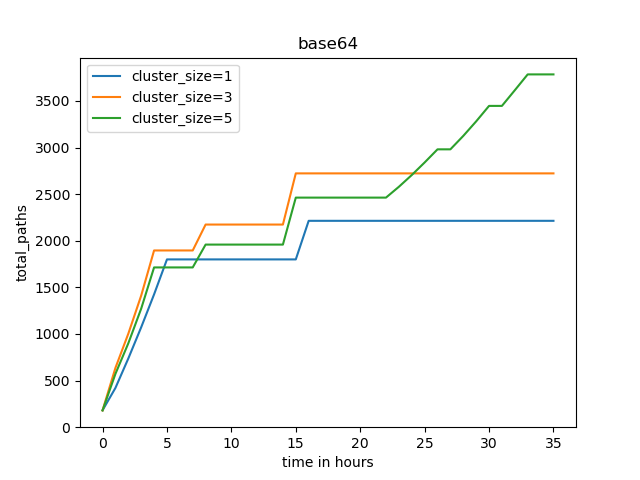 base64
cluster_size=1
cluster_size=3
cluster_size=5
3500
3000
2500
2000
1500
1000
500
0
total_paths
0 5 10 15 20 25 30 35
time in hours